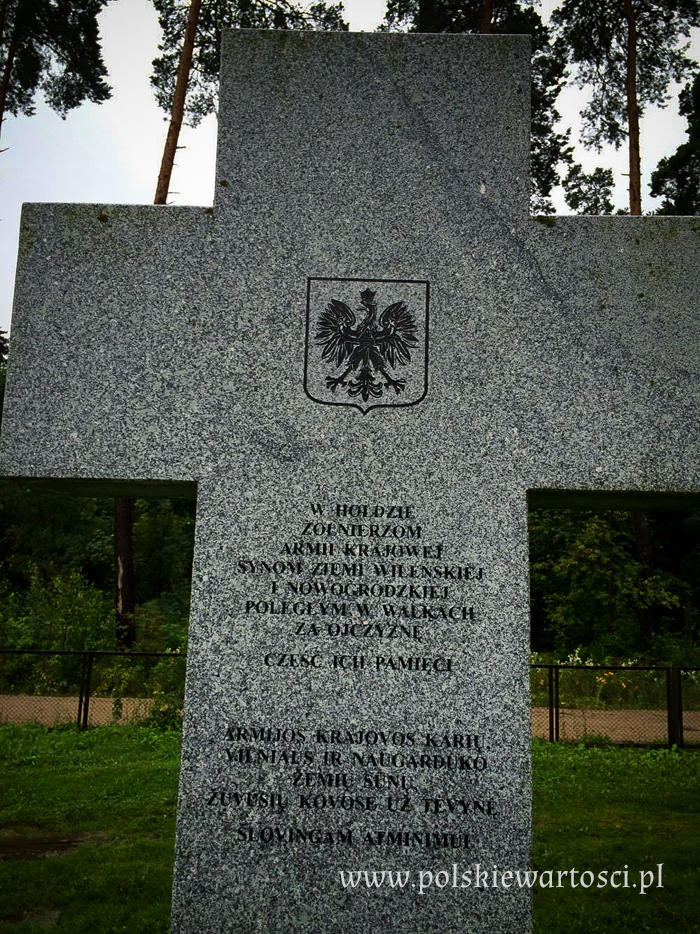 W HOŁDZIE
ŻOŁNIERZOM
ARMII KRAJOWEJ
SYNOM ZIEMI WILEŃSKIEJ
I NOWOGRÓDZKIEJ
POLEGŁYM W WALKACH
ZA OJCZYZNĘ
CZEŚĆ ICH PAMIĘCI
ARMIJOS KRAJOVOS KARIŲ,
VILNIAUS IR NAUGARDUKO
ŽEMIŲ SŪNŲ,
ŽUVUSIŲ KOVOSE UŽ TĖVYNĘ
ŠLOVINGAM ATMINIMUI
www.polskiewartosci.pl